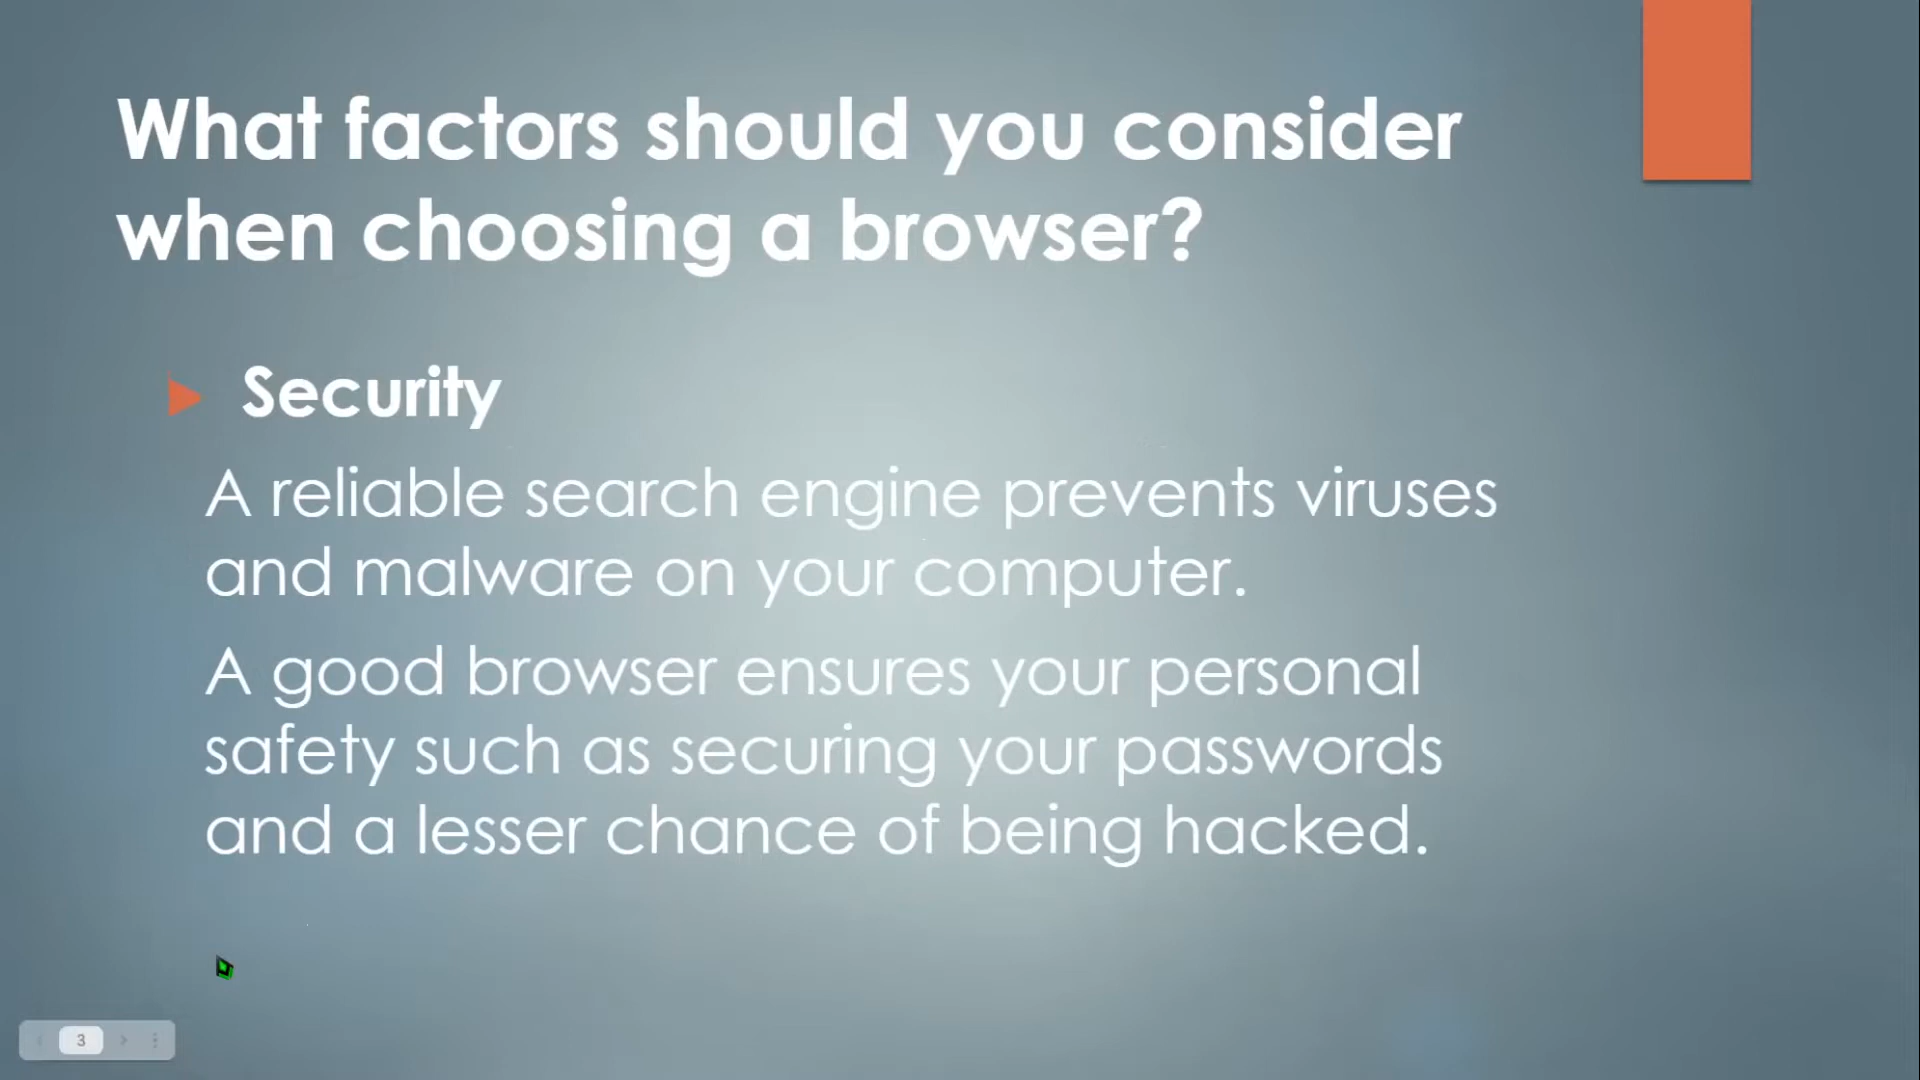 What factors should you consider
when choosing a browser?
Security
A reliable search engine prevents viruses
and malware on your computer.
A good browser ensures your personal
safety such as securing your passwords
and a lesser chance of being hacked.
3